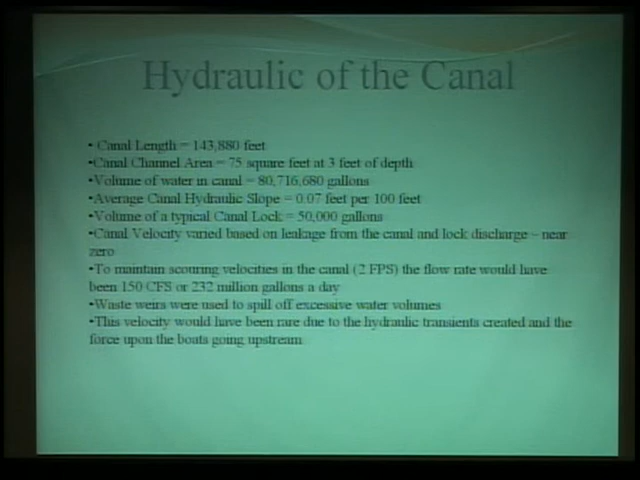 Hydraulic of the Canal
• Canal Length = 143,880 feet
•Canal Channel Area = 75 square feet at 3 feet of depth
•Volume of water in canal = 80,716,680 gallons
•Average Canal Hydraulic Slope = 0.07 feet per 100 feet
•Volume of a typical Canal Lock = 50,000 gallons
•Canal Velocity varied based on leakage from the canal and lock discharge – near
zero
•To maintain scouring velocities in the canal (2 FPS) the flow rate would have
been 150 CFS or 232 million gallons a day
•Waste weirs were used to spill off excessive water volumes
•This velocity would have been rare due to the hydraulic transients created and the
force upon the boats going upstream